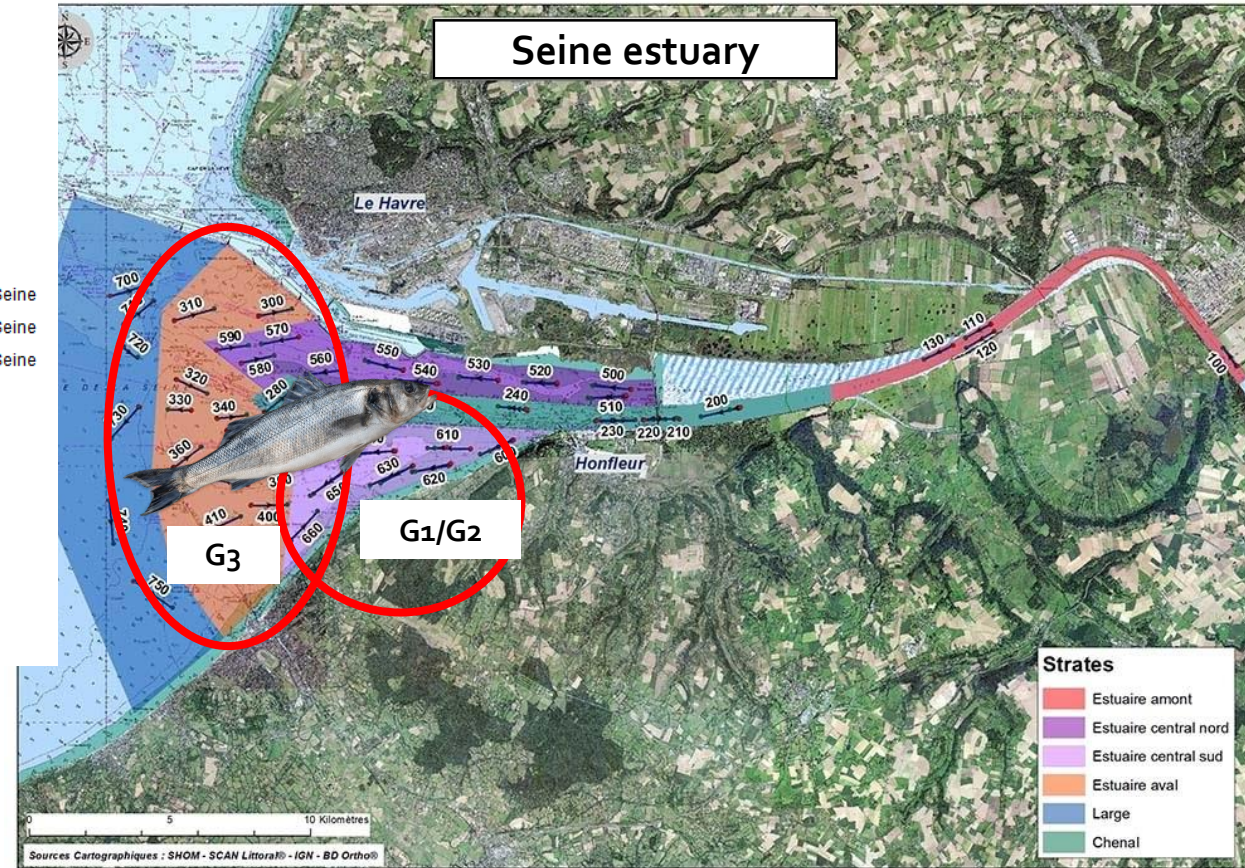 Seine estuary
E
S
Le Havre
Seine
Seine
Seine
700
310
300
720
590
570
580
560
550
540
530
520
500
280
320
330
340
240
510
200
130
110
120
100
730
230
220
210
Honfleur
360
610
630
620
650
660
410
400
740
750
G3
G1/G2
Strates
Estuaire amont
Estuaire central nord
Estuaire central sud
Estuaire aval
Large
Chenal
0
5
10 Kilomètres
Sources Cartographiques : SHOM - SCAN Littoral® - IGN - BD Ortho®